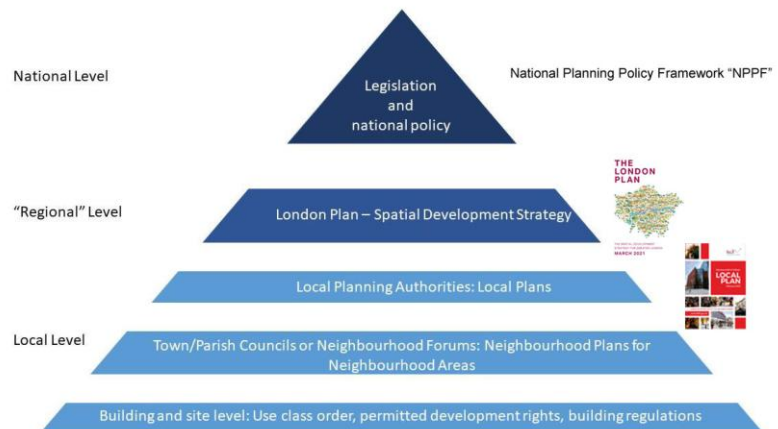 National Level
Legislation
and
national policy
National Planning Policy Framework “NPPF”
“Regional” Level
London Plan – Spatial Development Strategy
THE
LONDON
PLAN
MARCH 2021
Local Planning Authorities: Local Plans
LOCAL
PLAN
Local Level
Town/Parish Councils or Neighbourhood Forums: Neighbourhood Plans for
Neighbourhood Areas
Building and site level: Use class order, permitted development rights, building regulations